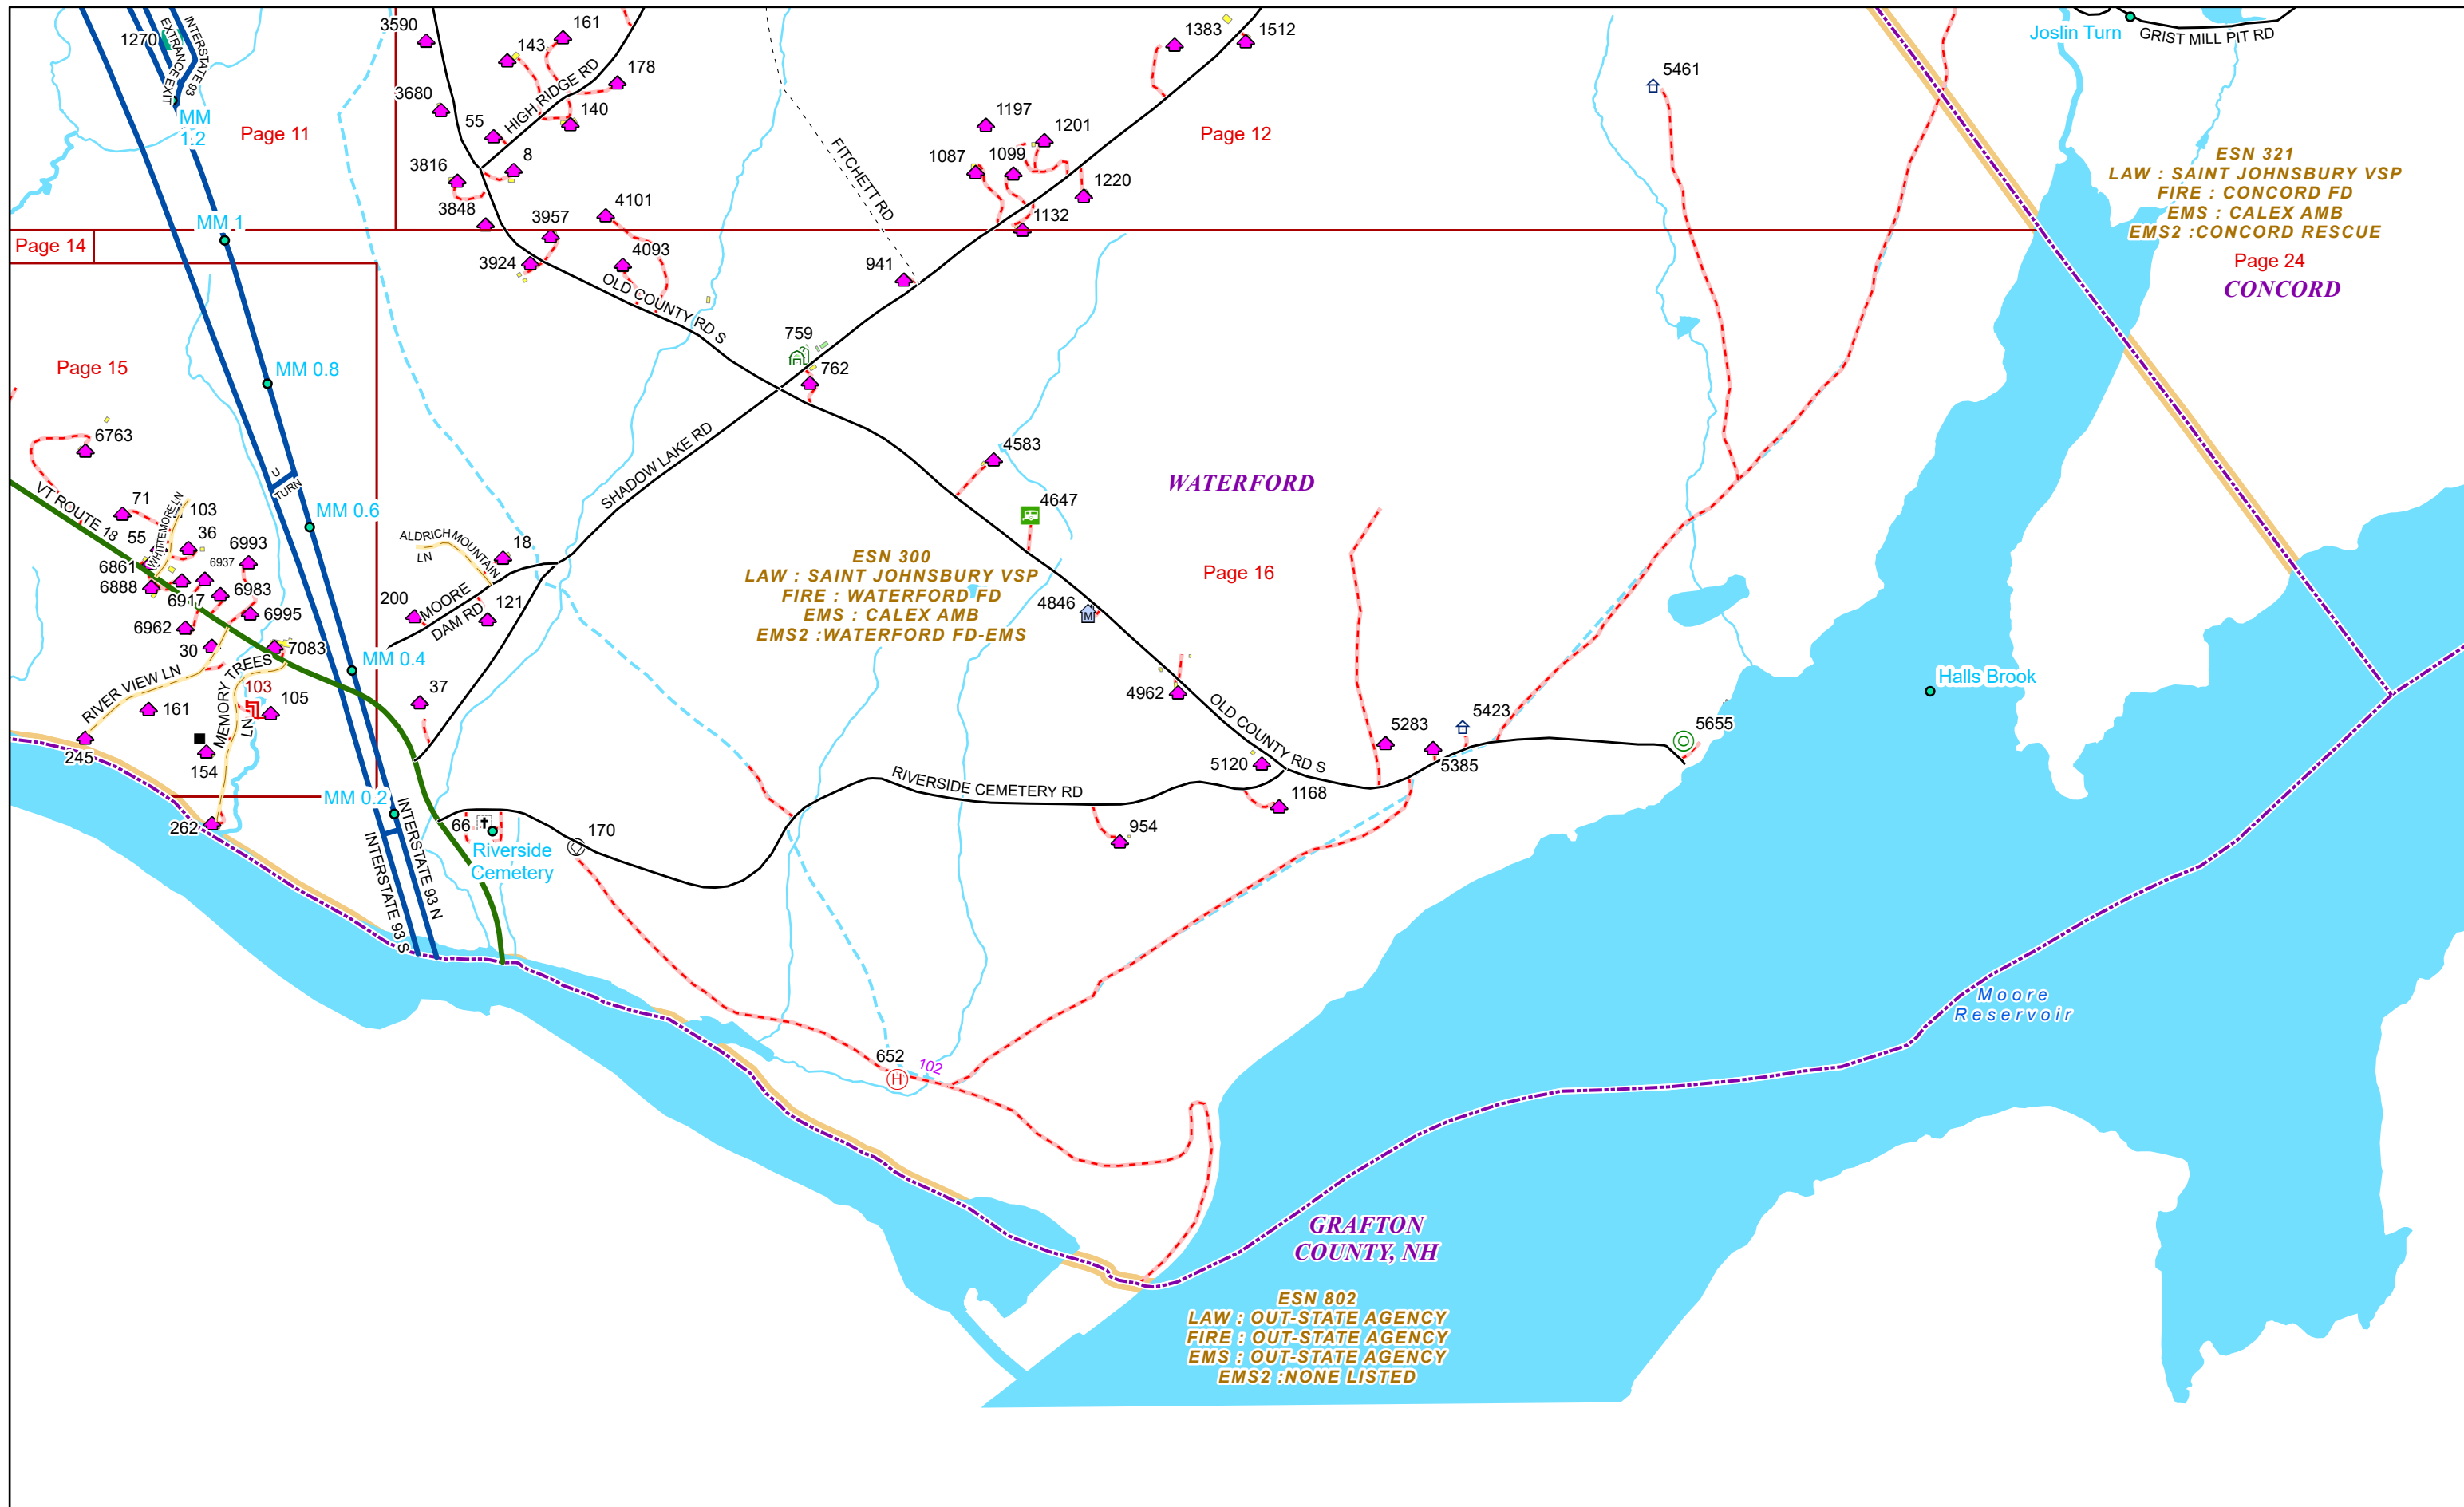 3590
161
143
1383
1512
Joslin Turn
GRIST MILL PIT RD
1270
EXTRANCE EXIT
INTERSTATE 93
178
HIGH RIDGE RD
5461
3680
140
MM
1.2
Page 11
55
1197
1201
Page 12
FITCHETT RD
8
1087
1099
3816
1220
ESN 321
LAW : SAINT JOHNSBURY VSP
FIRE : CONCORD FD
EMS : CALEX AMB
EMS2 :CONCORD RESCUE
Page 24
CONCORD
3848
3957
4101
1132
MM 1
Page 14
4093
3924
941
OLD COUNTY RD S
759
762
MM 0.8
Page 15
6763
SHADOW LAKE RD
4583
WATERFORD
U
TURN
VT ROUTE 18
71
WHITTEMORE LN
103
4647
MM 0.6
55
36
ALDRICH MOUNTAIN
LN
18
6861
6937
6993
ESN 300
LAW : SAINT JOHNSBURY VSP
FIRE : WATERFORD FD
EMS : CALEX AMB
EMS2 :WATERFORD FD-EMS
Page 16
6888
6917
6983
200
MOORE
DAM RD
121
4846
M
6995
6962
30
7083
MM 0.4
RIVER VIEW LN
MEMORY TREES
LN
103
105
37
161
4962
OLD COUNTY RD S
Halls Brook
5283
5423
5655
245
154
5120
5385
MM 0.2
RIVERSIDE CEMETERY RD
1168
INTERSTATE 93 N
INTERSTATE 93 S
262
66
170
954
Riverside
Cemetery
Moore
Reservoir
652
H
102
GRAFTON
COUNTY, NH
ESN 802
LAW : OUT-STATE AGENCY
FIRE : OUT-STATE AGENCY
EMS : OUT-STATE AGENCY
EMS2 :NONE LISTED